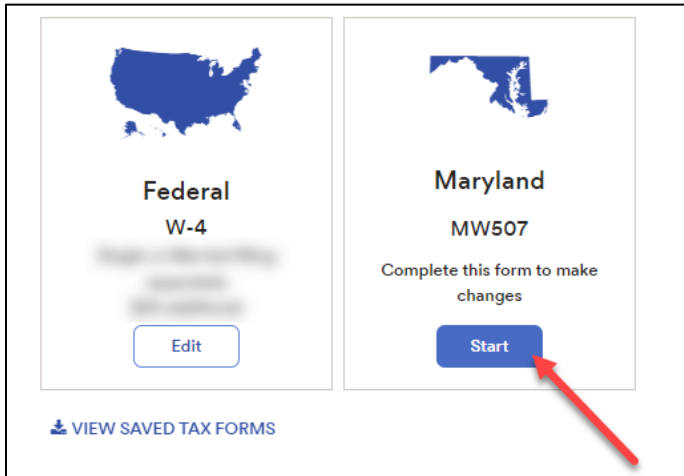 Federal
W-4
Edit
Maryland
MW507
Complete this form to make
changes
Start
VIEW SAVED TAX FORMS